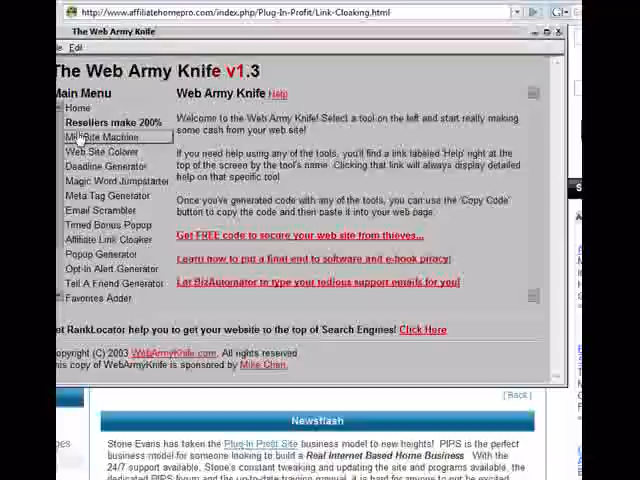 http://www.affiliatehomepro.com/index.php/Plug-In-Profit/Link-Cloaking.html
The Web Army Knife
Edit
The Web Army Knife v1.3
Main Menu
Web Army Knife Help
Home
Resellers make 200%
Mini Site Machine
Web Site Colorer
Deadline Generator
Magic Word Jumpstarter
Meta Tag Generator
Email Scrambler
Timed Bonus Popup
Affiliate Link Cloaker
Popup Generator
Opt-In Alert Generator
Tell A Friend Generator
Favorites Adder
Welcome to the Web Army Knife! Select a tool on the left and start really making
some cash from your web site!
If you need help using any of the tools, you'll find a link labeled 'Help' right at the
top of the screen by the tool's name. Clicking that link will always display detailed
help on that specific tool
Once you've generated code with any of the tools, you can use the 'Copy Code'
button to copy the code and then paste it into your web page.
Get FREE code to secure your web site from thieves...
Learn how to put a final end to software and e-book piracy!
Let BizAutomator to type your tedious support emails for you!
et RankLocator help you to get your website to the top of Search Engines! Click Here
opyright (C) 2003 WebArmyKnife.com. All rights reserved
his copy of WebArmyKnife is sponsored by Mike Chen.
[ Back ]
Newsflash
Stone Evans has taken the Plug-In Profit Site business model to new heights! PIPS is the perfect
business model for someone looking to build a Real Internet Based Home Business With the
24/7 support available, Stone's constant tweaking and updating the site and programs available, the
dedicated PIPS forum and the up-to-date training manual, it is hard for anyone to not be excited